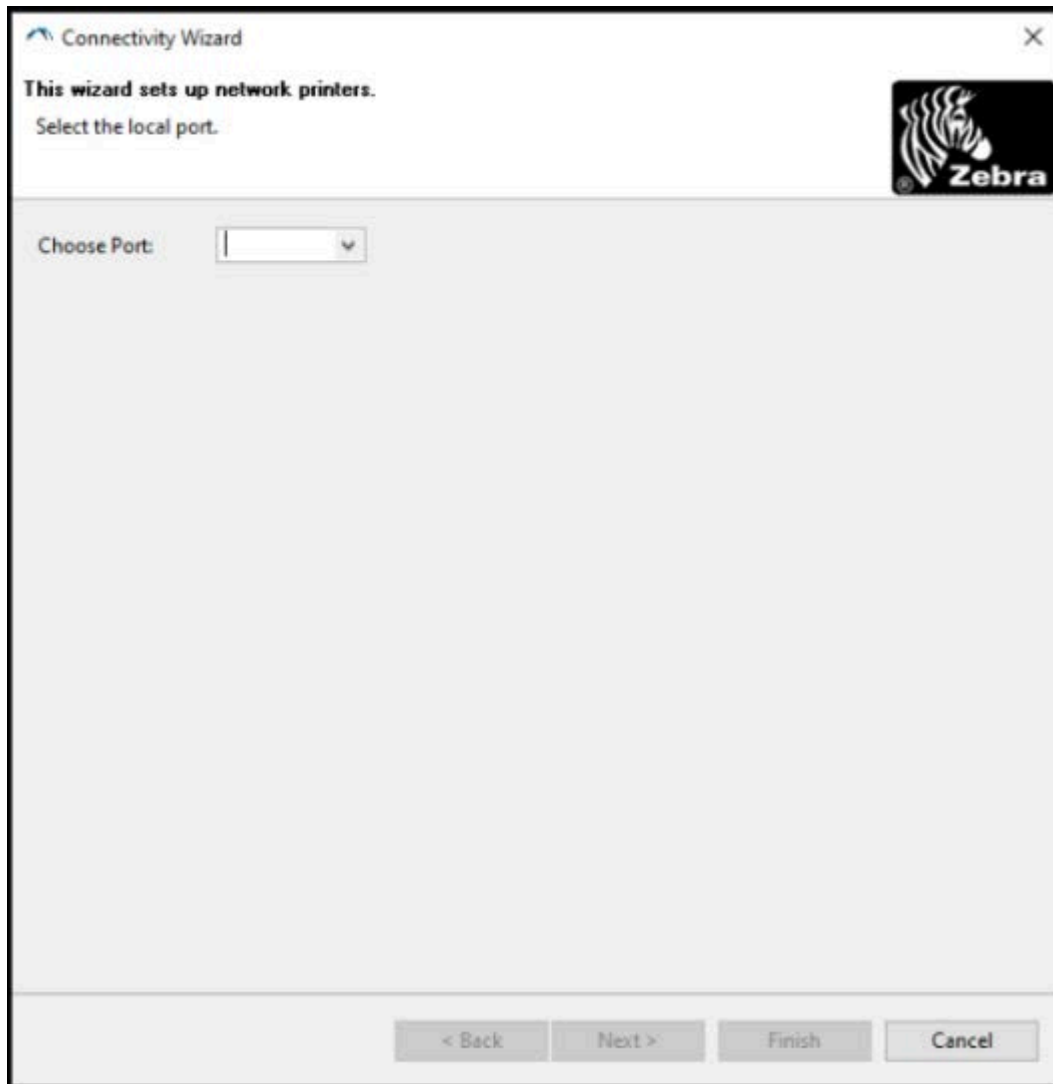 Connectivity Wizard
This wizard sets up network printers.
Select the local port.
® Zebra
Choose Port:
< Back Next > Finish Cancel